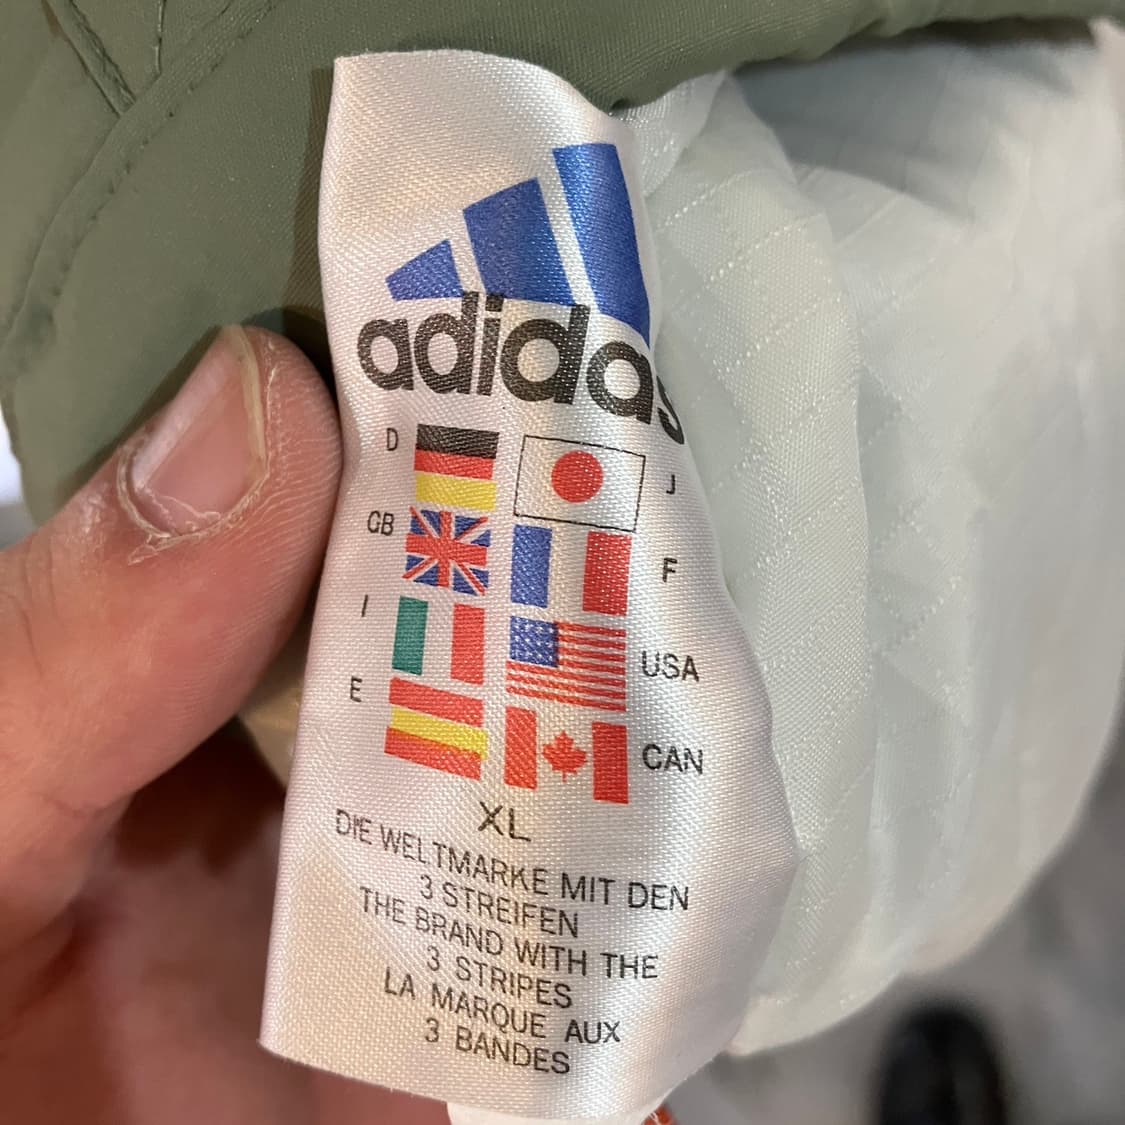 adidas
D
J
GB
F
I
USA
E
CAN
XL
DIE WELTMARKE MIT DEN
3 STREIFEN
THE BRAND WITH THE
3 STRIPES
LA MARQUE AUX
3 BANDES